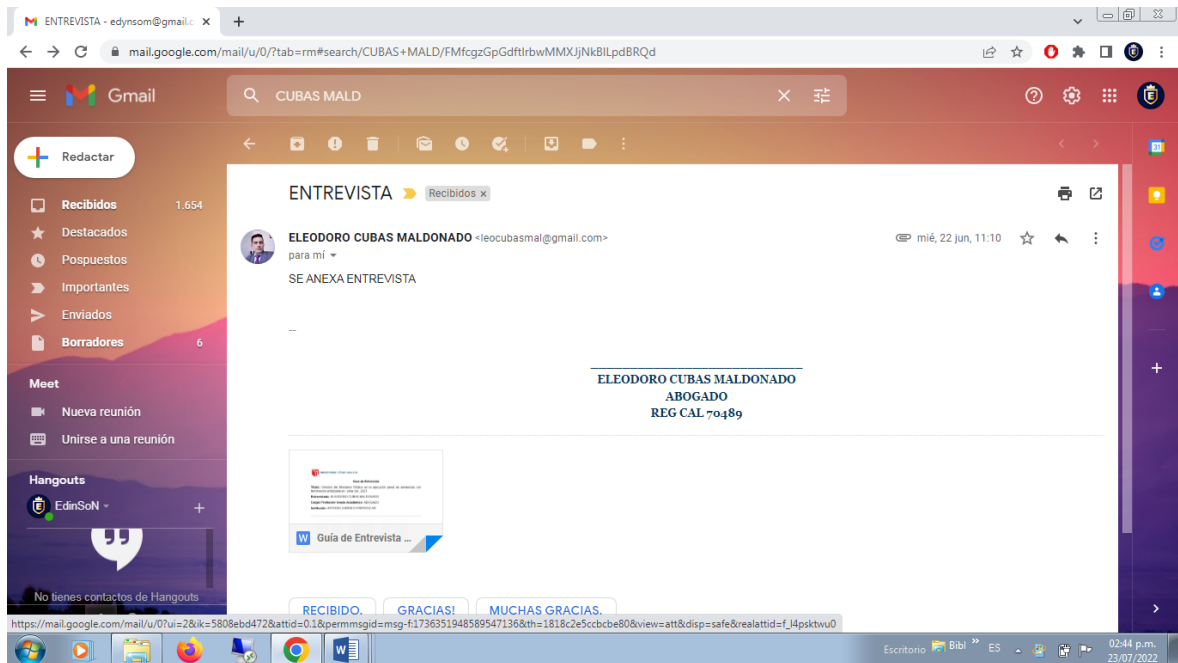 ENTREVISTA - edynsom@gmail.c
mail.google.com/mail/u/0/?tab=rm#search/CUBAS+MALD/FMfcgzGpGdftIrbwMMXJjNkBlLpdBRQd
Gmail
CUBAS MALD
Redactar
Recibidos 1.654
Destacados
Pospuestos
Importantes
Enviados
Borradores 6
Meet
Nueva reunión
Unirse a una reunión
Hangouts
EdinSoN
No tienes contactos de Hangouts
ENTREVISTA Recibidos x
ELEODORO CUBAS MALDONADO <leocubasmal@gmail.com> mié, 22 jun, 11:10
para mí
SE ANEXA ENTREVISTA
--
ELEODORO CUBAS MALDONADO
ABOGADO
REG CAL 70489
Guía de Entrevista
W Guía de Entrevista ...
RECIBIDO.
GRACIAS!
MUCHAS GRACIAS.
https://mail.google.com/mail/u/0?ui=2&ik=5808ebd472&attid=0.1&permmsgid=msg-f:1736351948589547136&th=1818c2e5ccbcbe80&view=att&disp=safe&realattid=f_l4psktwu0
Escritorio Bibl » ES 02:44 p.m.
23/07/2022